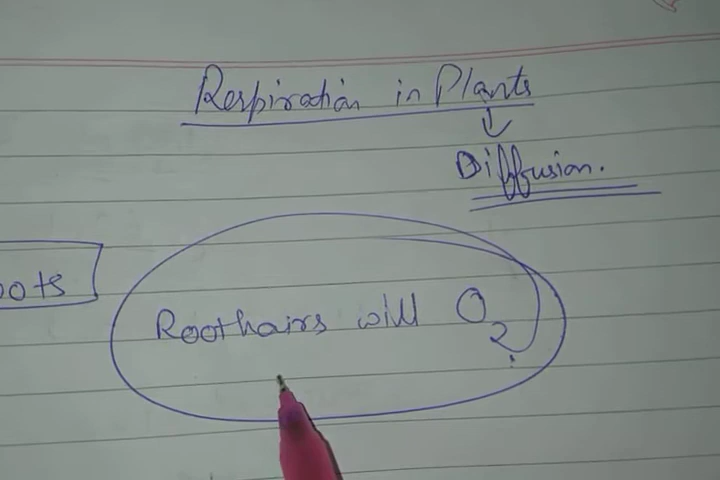 Respiration in Plants
Diffusion.
oots
Roothairs will O2